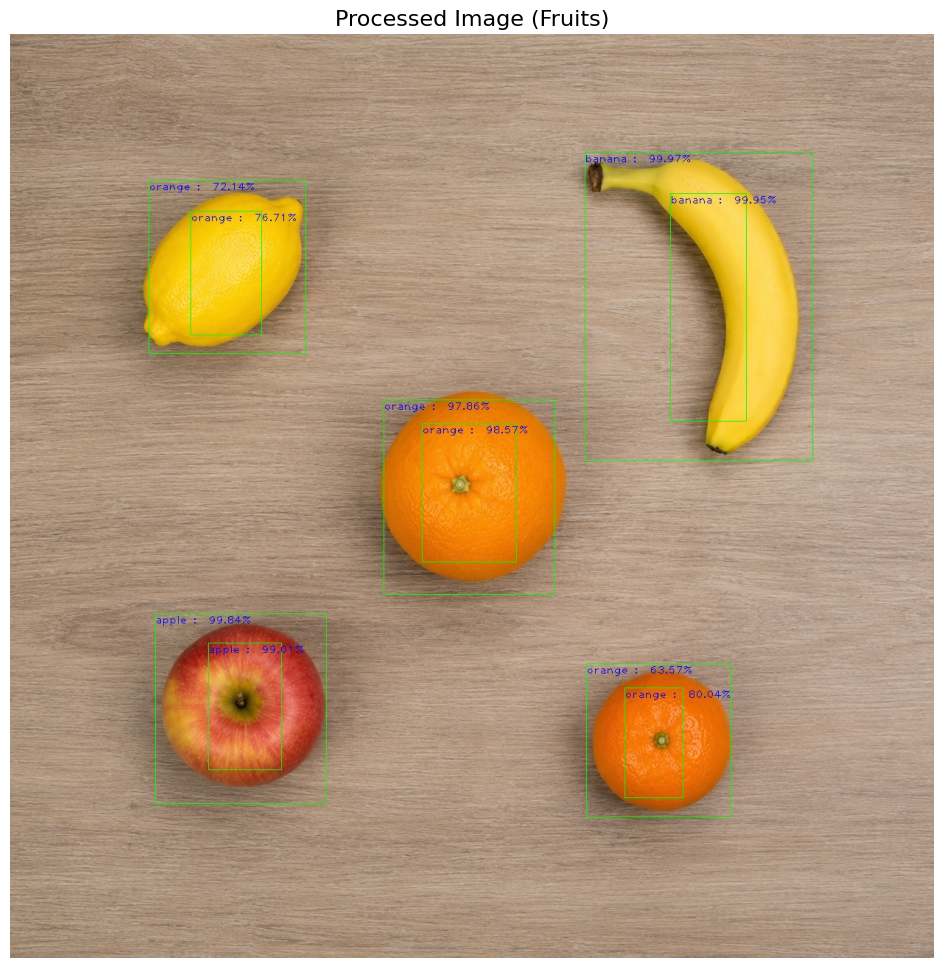 Processed Image (Fruits)
banana : 99.97%
orange : 72.14%
banana : 99.95%
orange : 76.71%
orange : 97.86%
orange : 98.57%
apple : 99.84%
apple : 99.01%
orange : 63.57%
orange : 80.04%